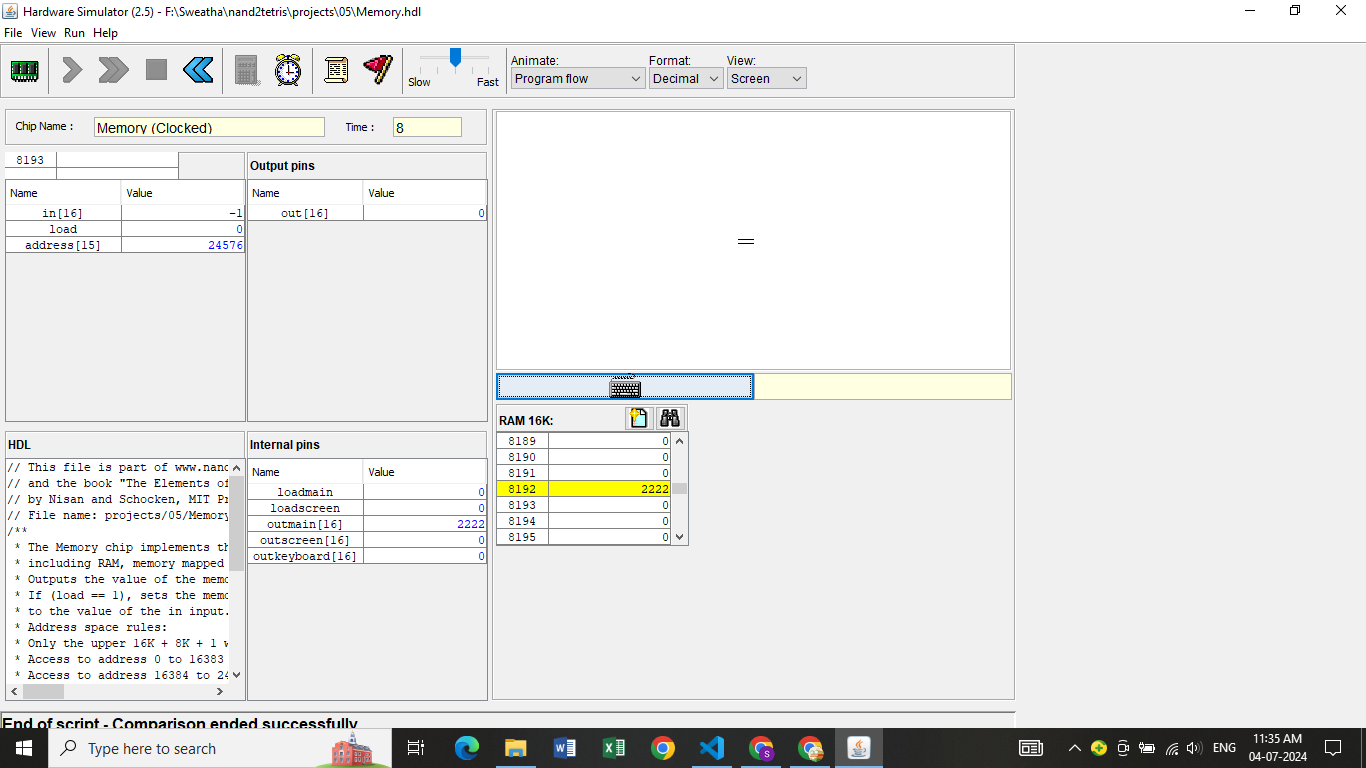 Hardware Simulator (2.5) - F:\Sweatha\nand2tetris\projects\05\Memory.hdl
File View Run Help
Animate: Format: View:
Slow Fast Program flow Decimal Screen
Chip Name : Memory (Clocked) Time : 8
8193
Output pins
Name Value
in[16] -1
load 0
address[15] 24576
Name Value
out[16] 0
RAM 16K:
8189 0
8190 0
8191 0
8192 2222
8193 0
8194 0
8195 0
HDL
// This file is part of www.nand
// and the book "The Elements of
// by Nisan and Schocken, MIT Pr
// File name: projects/05/Memory
/**
* The Memory chip implements th
* including RAM, memory mapped
* Outputs the value of the memo
* If (load == 1), sets the memo
* to the value of the in input.
* Address space rules:
* Only the upper 16K + 8K + 1 w
* Access to address 0 to 16383
* Access to address 16384 to 24
Internal pins
Name Value
loadmain 0
loadscreen 0
outmain[16] 2222
outscreen[16] 0
outkeyboard[16] 0
End of script - Comparison ended successfully
Type here to search
ENG
11:35 AM
04-07-2024